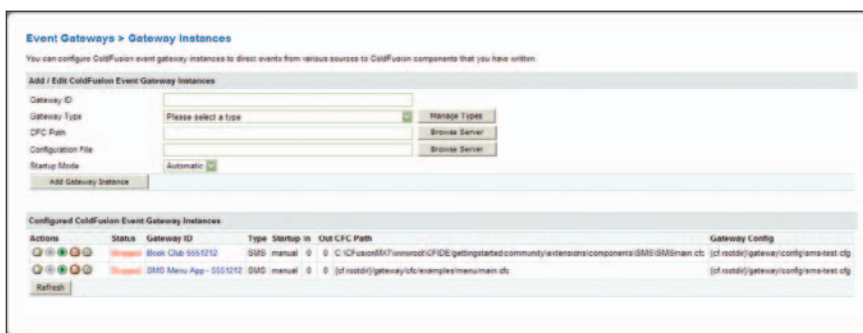 Event Gateways > Gateway Instances
You can configure ColdFusion event gateway instances to direct events from various sources to ColdFusion components that you have written.
Add / Edit ColdFusion Event Gateway Instances
Gateway ID
Gateway Type Please select a type Manage Types
CFC Path Browse Server
Configuration File Browse Server
Startup Mode Automatic
Add Gateway Instance
Configured ColdFusion Event Gateway Instances
Actions Status Gateway ID Type Startup In Out CFC Path Gateway Config
Stopped Book Club 5551212 SMS manual 0 0 C:\CFusionMX7\wwwroot\CFIDE\gettingstarted\community\extensions\components\SMS\SMSmain.cfc {cf.rootdir}/gateway/config/sms-test.cfg
Stopped SMS Menu App - 5551212 SMS manual 0 0 {cf.rootdir}/gateway/cfc/examples/menu/main.cfc {cf.rootdir}/gateway/config/sms-test.cfg
Refresh